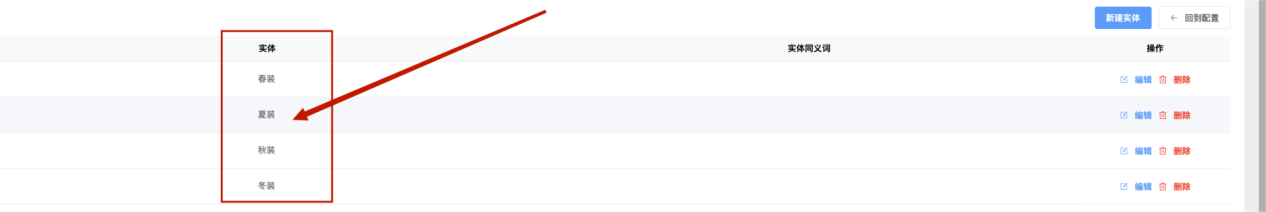 新建实体 ← 回到配置
实体 实体同义词 操作
春装 编辑 删除
夏装 编辑 删除
秋装 编辑 删除
冬装 编辑 删除